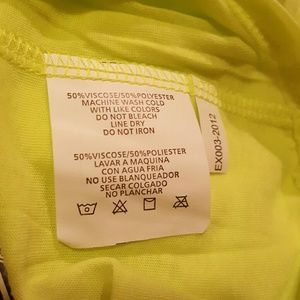 50%VISCOSE/50%POLYESTER
MACHINE WASH COLD
WITH LIKE COLORS
DO NOT BLEACH
LINE DRY
DO NOT IRON
50%VISCOSE/50%POLIESTER
LAVAR A MAQUINA
CON AGUA FRIA
NO USE BLANQUEADOR
SECAR COLGADO
NO PLANCHAR
EX003-2012